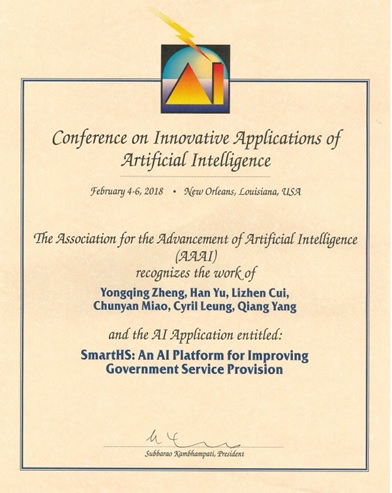 AI
Conference on Innovative Applications of
Artificial Intelligence
February 4-6, 2018 • New Orleans, Louisiana, USA
The Association for the Advancement of Artificial Intelligence
(AAAI)
recognizes the work of
Yongqing Zheng, Han Yu, Lizhen Cui,
Chunyan Miao, Cyril Leung, Qiang Yang
and the AI Application entitled:
SmartHS: An AI Platform for Improving
Government Service Provision
Subbarao Kambhampati, President